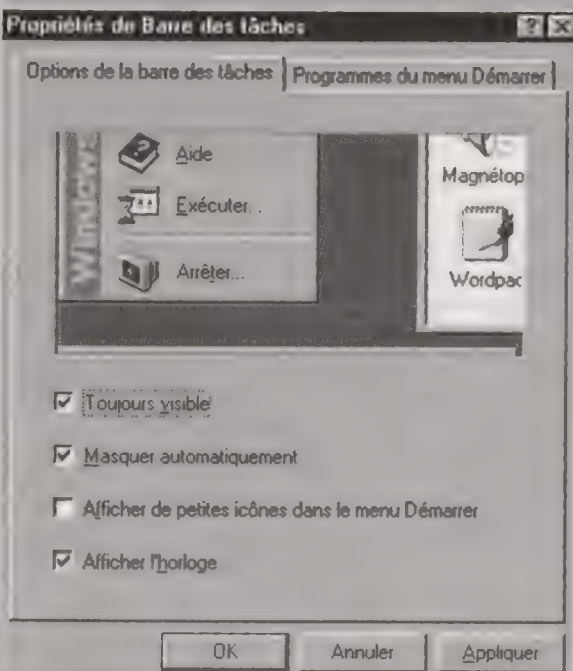 Propriétés de Barre des tâches
Options de la barre des tâches
Programmes du menu Démarrer
Windows
Aide
Exécuter...
Arrêter...
Magnétop
Wordpac
Toujours visible
Masquer automatiquement
Afficher de petites icônes dans le menu Démarrer
Afficher l'horloge
OK
Annuler
Appliquer